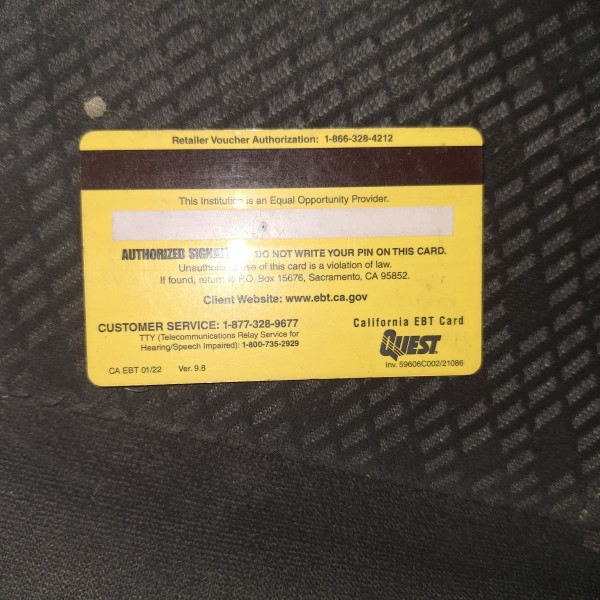 Retailer Voucher Authorization: 1-866-328-4212
This Institution is an Equal Opportunity Provider.
AUTHORIZED DO NOT WRITE YOUR PIN ON THIS CARD.
use of this card is a violation of law.
If found, return to P.O. Box 15676, Sacramento, CA 95852.
Client Website: www.ebt.ca.gov
CUSTOMER SERVICE: 1-877-328-9677
TTY (Telecommunications Relay Service for
Hearing/Speech Impaired): 1-800-735-2929
California EBT Card
QUEST
CA EBT 01/22 Ver. 9.8
Inv. 59606C002/21086